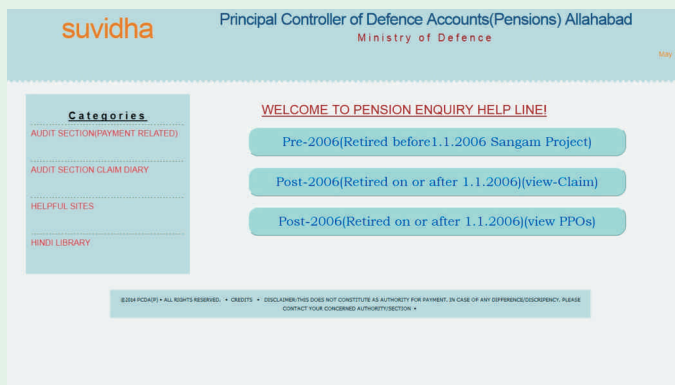 suvidha
Principal Controller of Defence Accounts(Pensions) Allahabad
Ministry of Defence
May
Categories
AUDIT SECTION(PAYMENT RELATED)
AUDIT SECTION CLAIM DIARY
HELPFUL SITES
HINDI LIBRARY
WELCOME TO PENSION ENQUIRY HELP LINE!
Pre-2006(Retired before1.1.2006 Sangam Project)
Post-2006(Retired on or after 1.1.2006)(view-Claim)
Post-2006(Retired on or after 1.1.2006)(view PPOs)
©2014 PCDA(P) • ALL RIGHTS RESERVED. • CREDITS • DISCLAIMER:THIS DOES NOT CONSTITUTE AS AUTHORITY FOR PAYMENT. IN CASE OF ANY DIFFERENCE/DISCRIPENCY. PLEASE
CONTACT YOUR CONCERNED AUTHORITY/SECTION •